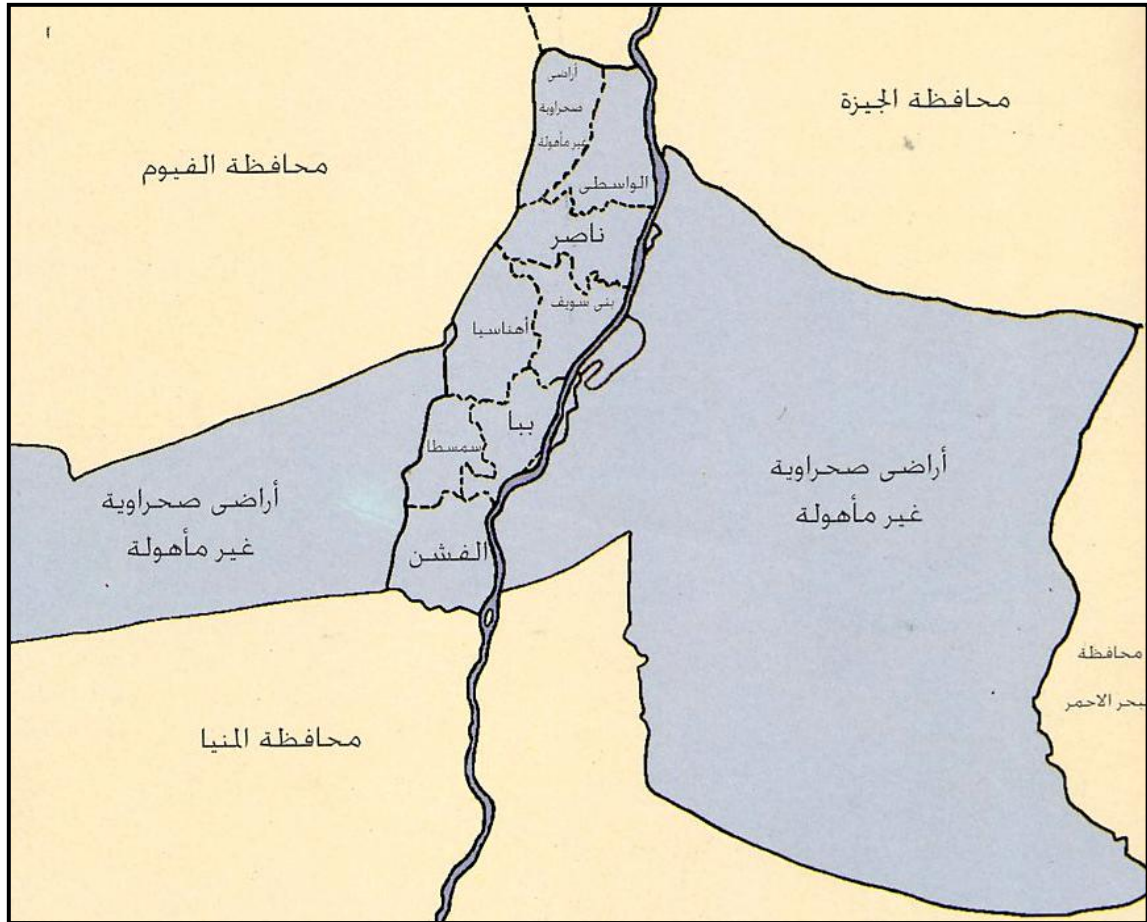 أراضى
صحراوية
غير مأهولة
محافظة الجيزة
محافظة الفيوم
الواسطى
ناصر
بنى سويف
أهناسيا
ببا
سمسطا
أراضى صحراوية
غير مأهولة
أراضى صحراوية
غير مأهولة
الفشن
محافظة
بحر الاحمر
محافظة المنيا